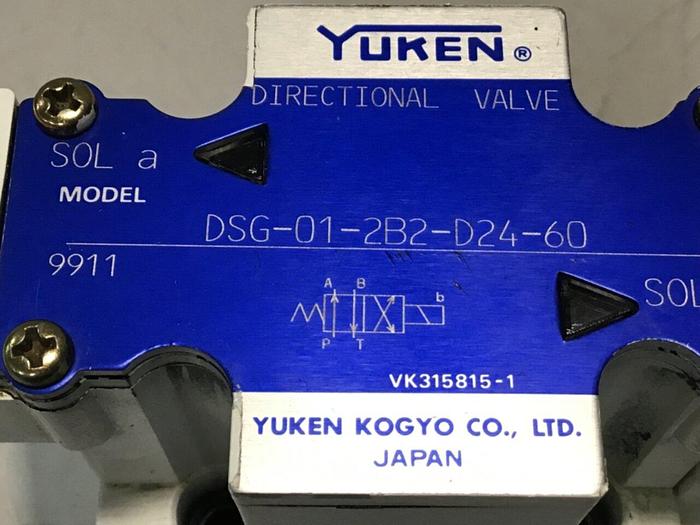 YUKEN®
DIRECTIONAL VALVE
SOL a
MODEL
DSG-01-2B2-D24-60
9911
A B
b
P T
SOL
VK315815-1
YUKEN KOGYO CO., LTD.
JAPAN